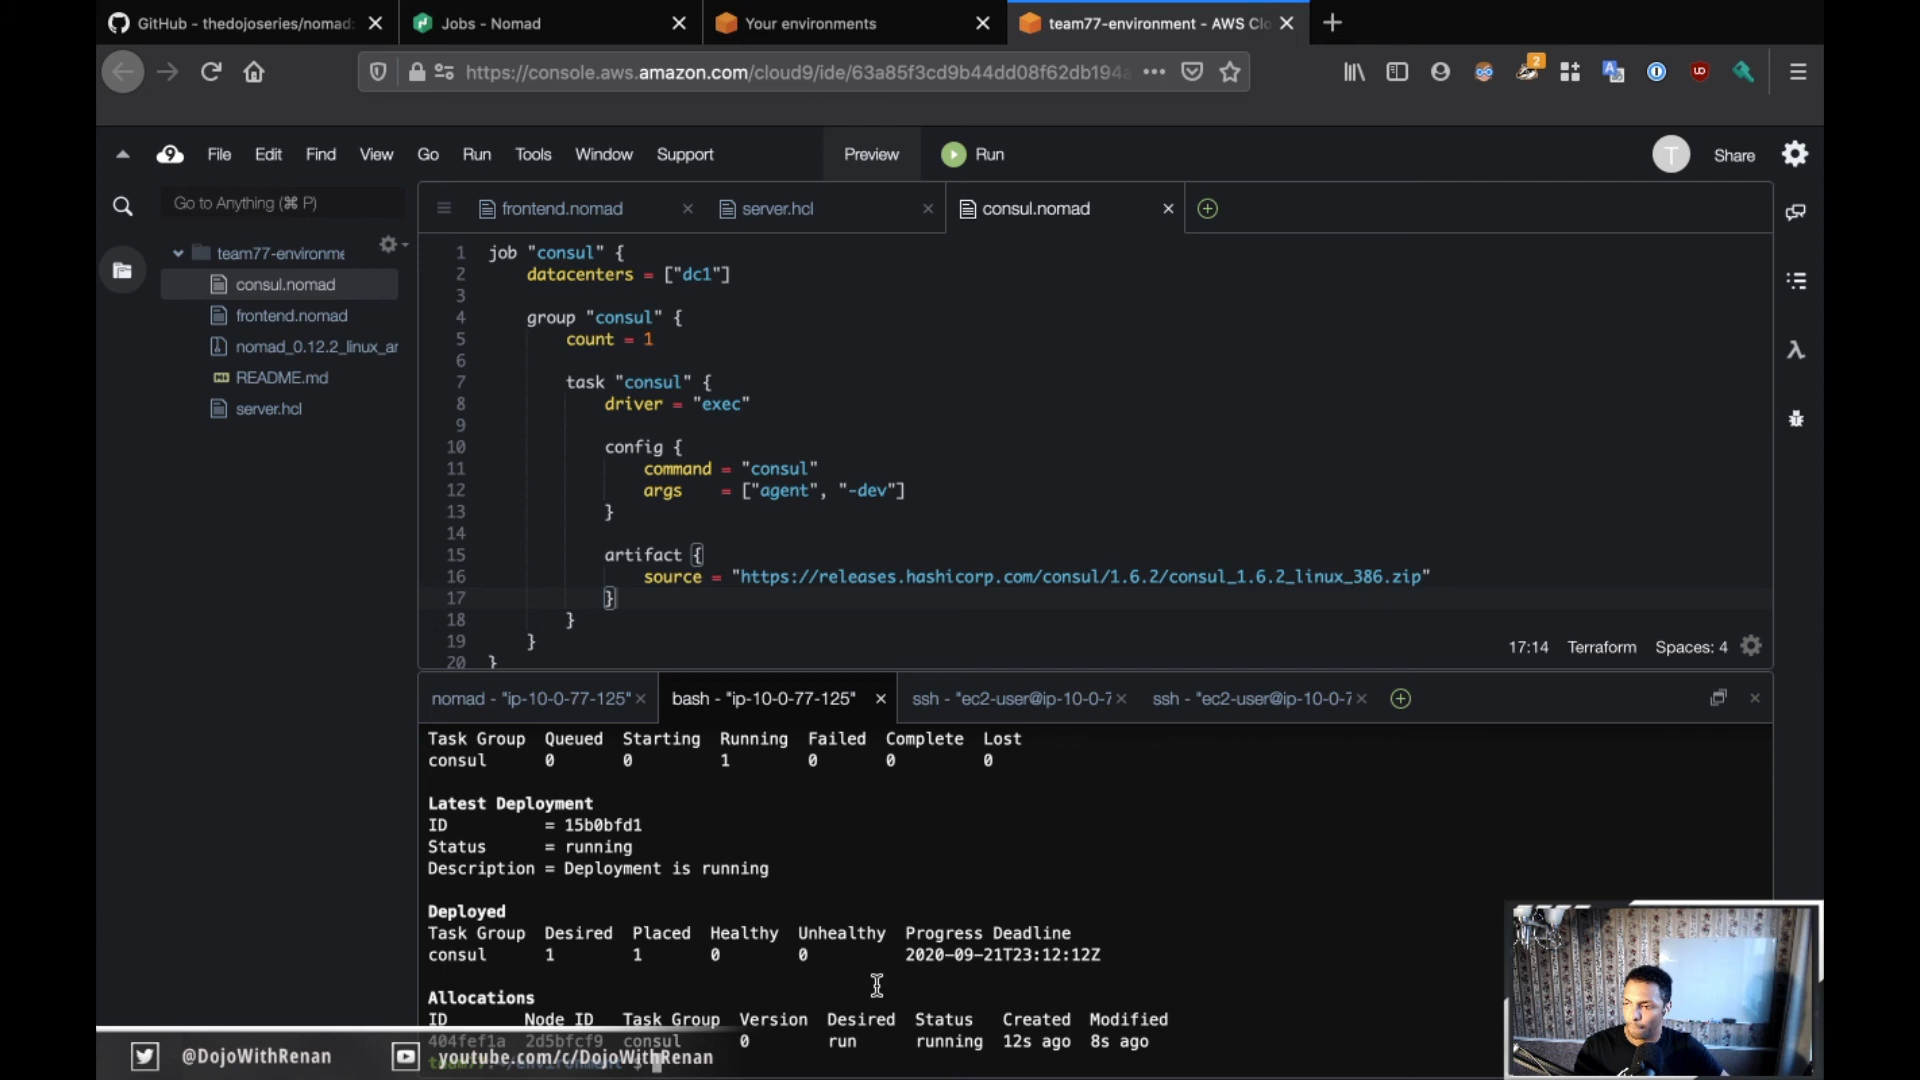 GitHub - thedojoseries/nomad:
Jobs - Nomad
Your environments
team77-environment - AWS Clo
https://console.aws.amazon.com/cloud9/ide/63a85f3cd9b44dd08f62db194a
2
File Edit Find View Go Run Tools Window Support
Preview
Run
T
Share
Go to Anything (⌘ P)
frontend.nomad
server.hcl
consul.nomad
team77-environme
consul.nomad
frontend.nomad
nomad_0.12.2_linux_ar
README.md
server.hcl
1 job "consul" {
2 datacenters = ["dc1"]
3
4 group "consul" {
5 count = 1
6
7 task "consul" {
8 driver = "exec"
9
10 config {
11 command = "consul"
12 args = ["agent", "-dev"]
13 }
14
15 artifact {
16 source = "https://releases.hashicorp.com/consul/1.6.2/consul_1.6.2_linux_386.zip"
17 }
18 }
19 }
20 }
17:14 Terraform Spaces: 4
nomad - "ip-10-0-77-125"
bash - "ip-10-0-77-125"
ssh - "ec2-user@ip-10-0-7
ssh - "ec2-user@ip-10-0-7
Task Group Queued Starting Running Failed Complete Lost
consul 0 0 1 0 0 0
Latest Deployment
ID = 15b0bfd1
Status = running
Description = Deployment is running
Deployed
Task Group Desired Placed Healthy Unhealthy Progress Deadline
consul 1 1 0 0 2020-09-21T23:12:12Z
Allocations
ID Node ID Task Group Version Desired Status Created Modified
404fef1a 2d5bfcf9 consul 0 run running 12s ago 8s ago
team77:~/environment $
@DojoWithRenan
youtube.com/c/DojoWithRenan